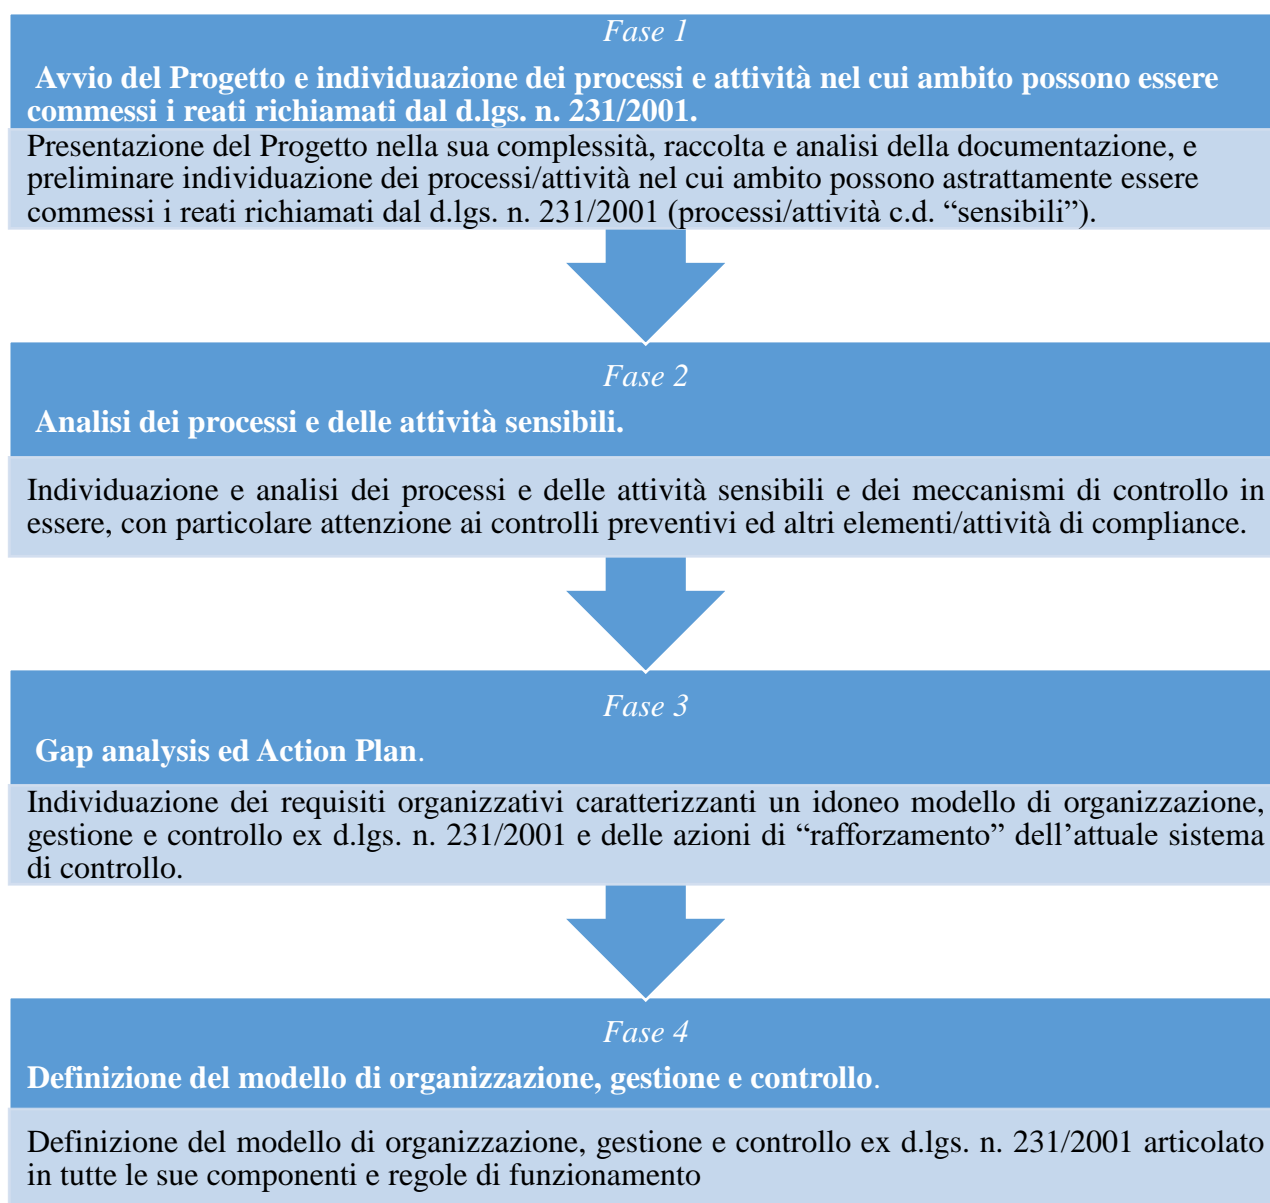 Fase 1
Avvio del Progetto e individuazione dei processi e attività nel cui ambito possono essere
commessi i reati richiamati dal d.lgs. n. 231/2001.
Presentazione del Progetto nella sua complessità, raccolta e analisi della documentazione, e
preliminare individuazione dei processi/attività nel cui ambito possono astrattamente essere
commessi i reati richiamati dal d.lgs. n. 231/2001 (processi/attività c.d. “sensibili”).
Fase 2
Analisi dei processi e delle attività sensibili.
Individuazione e analisi dei processi e delle attività sensibili e dei meccanismi di controllo in
essere, con particolare attenzione ai controlli preventivi ed altri elementi/attività di compliance.
Fase 3
Gap analysis ed Action Plan.
Individuazione dei requisiti organizzativi caratterizzanti un idoneo modello di organizzazione,
gestione e controllo ex d.lgs. n. 231/2001 e delle azioni di “rafforzamento” dell’attuale sistema
di controllo.
Fase 4
Definizione del modello di organizzazione, gestione e controllo.
Definizione del modello di organizzazione, gestione e controllo ex d.lgs. n. 231/2001 articolato
in tutte le sue componenti e regole di funzionamento